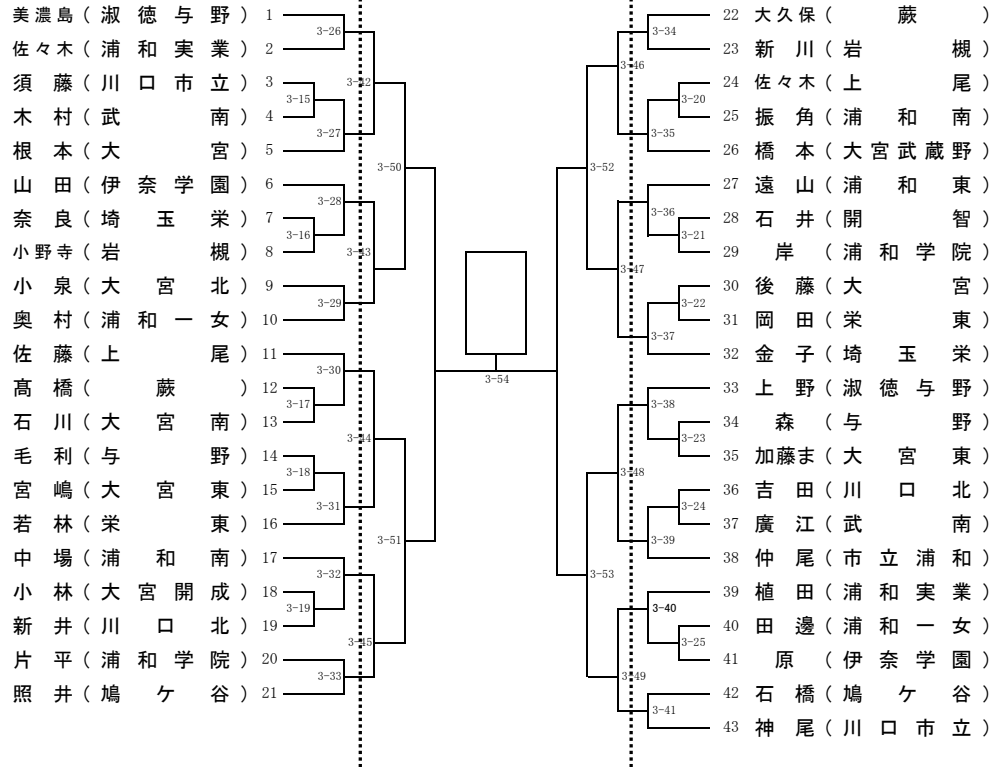 美濃島（淑徳与野）1
佐々木（浦和実業）2
須藤（川口市立）3
木村（武南）4
根本（大宮）5
山田（伊奈学園）6
奈良（埼玉栄）7
小野寺（岩槻）8
小泉（大宮北）9
奥村（浦和一女）10
佐藤（上尾）11
髙橋（蕨）12
石川（大宮南）13
毛利（与野）14
宮嶋（大宮東）15
若林（栄東）16
中場（浦和南）17
小林（大宮開成）18
新井（川口北）19
片平（浦和学院）20
照井（鳩ケ谷）21
3-26
3-15
3-27
3-28
3-16
3-29
3-30
3-17
3-18
3-31
3-32
3-19
3-33
3-42
3-43
3-44
3-45
3-50
3-51
3-54
3-52
3-53
3-46
3-47
3-48
3-49
3-34
3-20
3-35
3-36
3-21
3-22
3-37
3-38
3-23
3-24
3-39
3-40
3-25
3-41
22 大久保（蕨）
23 新川（岩槻）
24 佐々木（上尾）
25 振角（浦和南）
26 橋本（大宮武蔵野）
27 遠山（浦和東）
28 石井（開智）
29 岸（浦和学院）
30 後藤（大宮）
31 岡田（栄東）
32 金子（埼玉栄）
33 上野（淑徳与野）
34 森（与野）
35 加藤ま（大宮東）
36 吉田（川口北）
37 廣江（武南）
38 仲尾（市立浦和）
39 植田（浦和実業）
40 田邊（浦和一女）
41 原（伊奈学園）
42 石橋（鳩ケ谷）
43 神尾（川口市立）